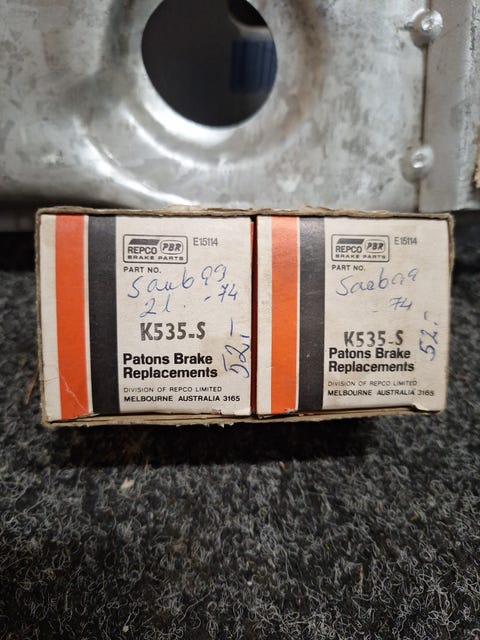 REPCO PBR E15114
BRAKE PARTS
PART NO.
Saab 99
2l. -74
K535-S
52,-
Patons Brake
Replacements
DIVISION OF REPCO LIMITED
MELBOURNE AUSTRALIA 3165
REPCO PBR E15114
BRAKE PARTS
PART NO.
Saab 99
-74
K535-S
52,-
Patons Brake
Replacements
DIVISION OF REPCO LIMITED
MELBOURNE AUSTRALIA 3165